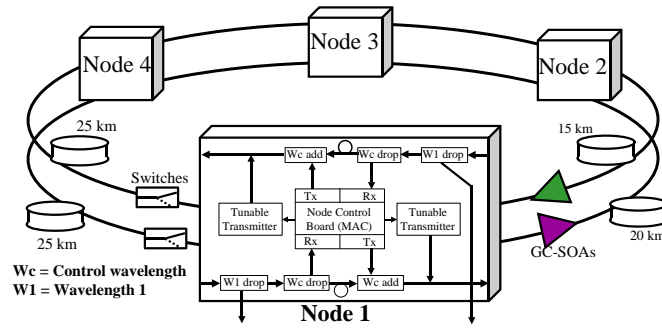 Node 3
Node 4
Node 2
25 km
15 km
Switches
Wc add
Wc drop
W1 drop
Tx
Rx
Tunable
Transmitter
Node Control
Board (MAC)
Tunable
Transmitter
Rx
Tx
25 km
20 km
GC-SOAs
Wc = Control wavelength
W1 = Wavelength 1
W1 drop
Wc drop
Wc add
Node 1